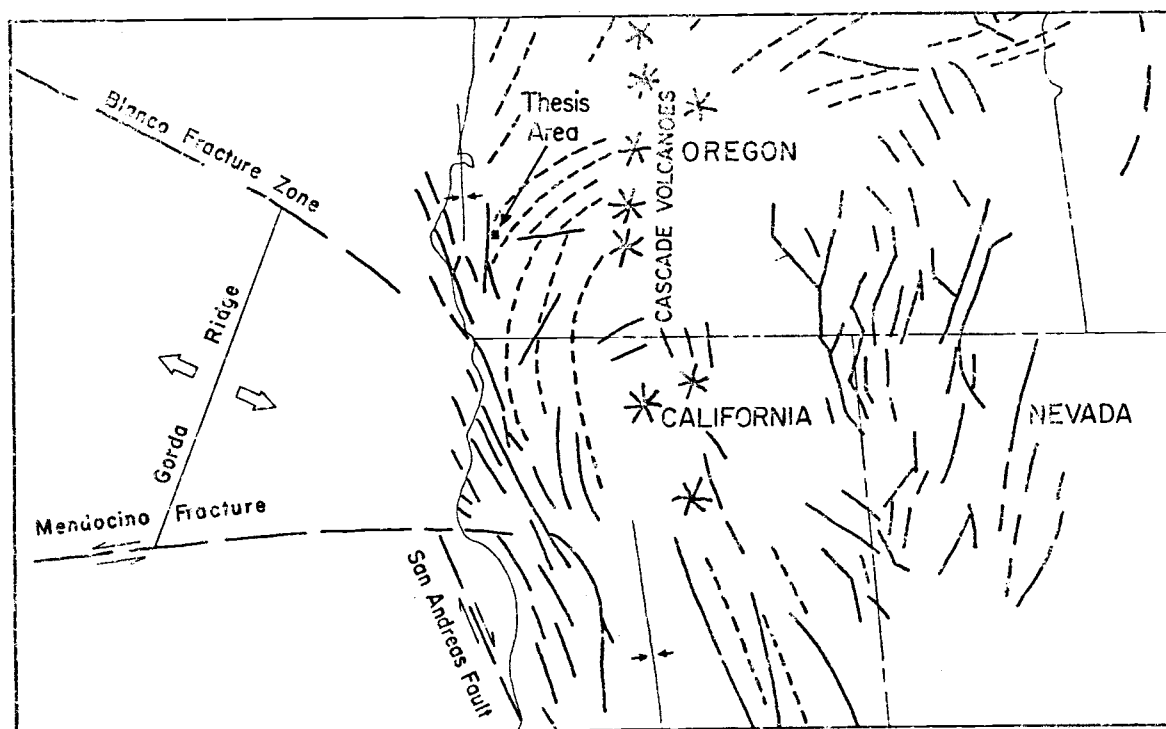 Blanco Fracture Zone
Thesis
Area
CASCADE VOLCANOES
OREGON
Gorda Ridge
CALIFORNIA
NEVADA
Mendocino Fracture
San Andreas Fault